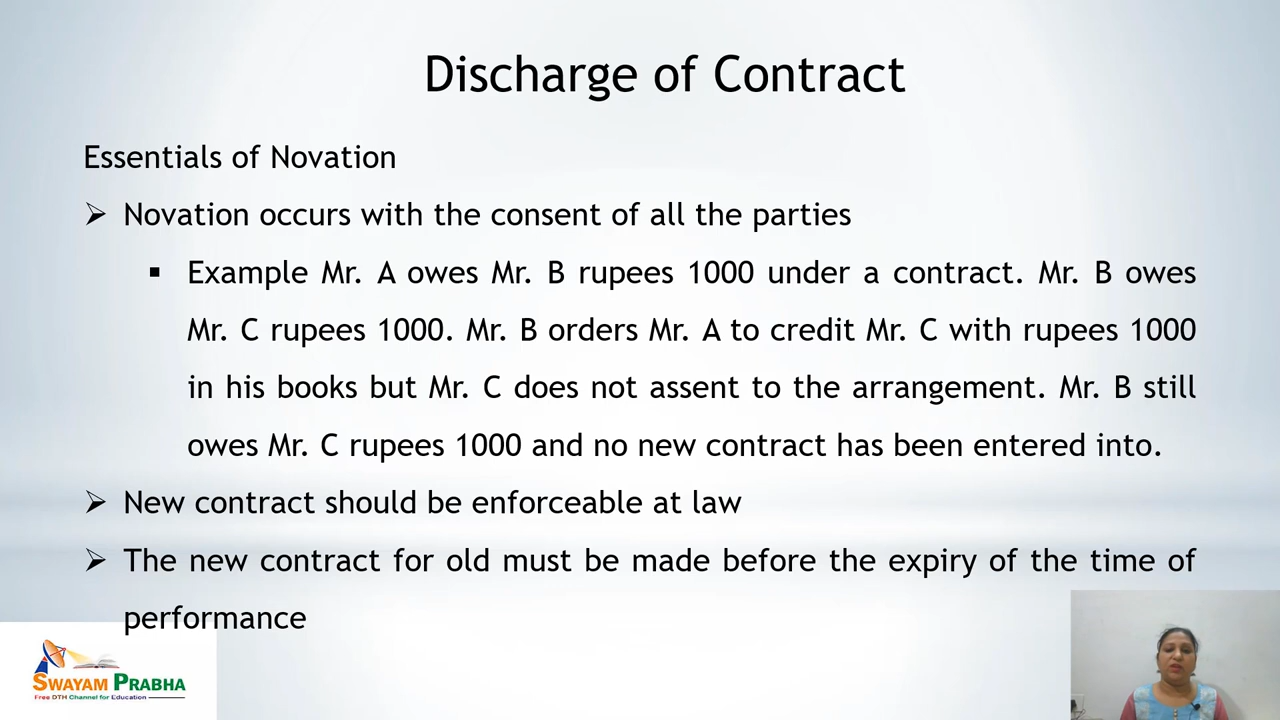 Discharge of Contract
Essentials of Novation
➢ Novation occurs with the consent of all the parties
▪ Example Mr. A owes Mr. B rupees 1000 under a contract. Mr. B owes
Mr. C rupees 1000. Mr. B orders Mr. A to credit Mr. C with rupees 1000
in his books but Mr. C does not assent to the arrangement. Mr. B still
owes Mr. C rupees 1000 and no new contract has been entered into.
➢ New contract should be enforceable at law
➢ The new contract for old must be made before the expiry of the time of
performance
SWAYAM PRABHA
Free DTH Channel for Education